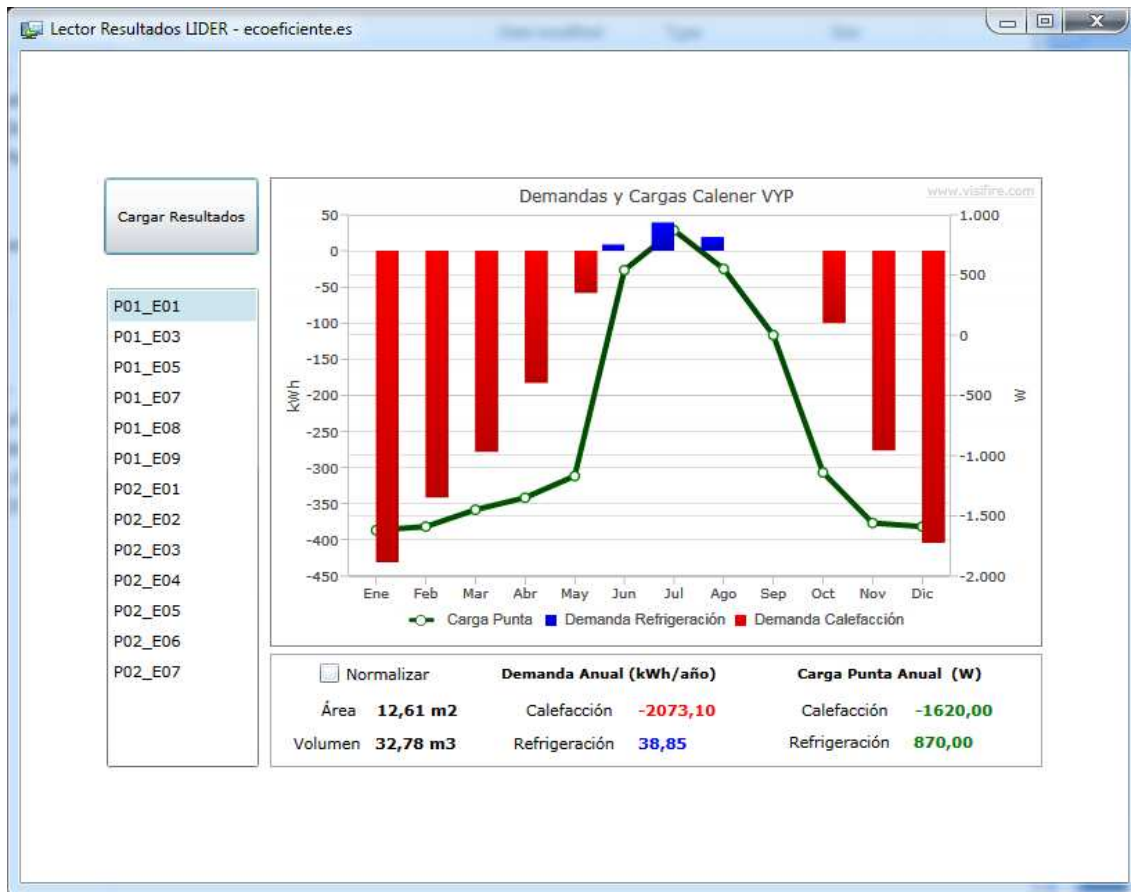 Lector Resultados LIDER - ecoeficiente.es
Date modified Type Size
Cargar Resultados
P01_E01
P01_E03
P01_E05
P01_E07
P01_E08
P01_E09
P02_E01
P02_E02
P02_E03
P02_E04
P02_E05
P02_E06
P02_E07
Demandas y Cargas Calener VYP
www.visifire.com
kWh
50
0
-50
-100
-150
-200
-250
-300
-350
-400
-450
1.000
500
0
-500
-1.000
-1.500
-2.000
W
Ene Feb Mar Abr May Jun Jul Ago Sep Oct Nov Dic
Carga Punta Demanda Refrigeración Demanda Calefacción
Normalizar Demanda Anual (kWh/año) Carga Punta Anual (W)
Área 12,61 m2 Calefacción -2073,10 Calefacción -1620,00
Volumen 32,78 m3 Refrigeración 38,85 Refrigeración 870,00